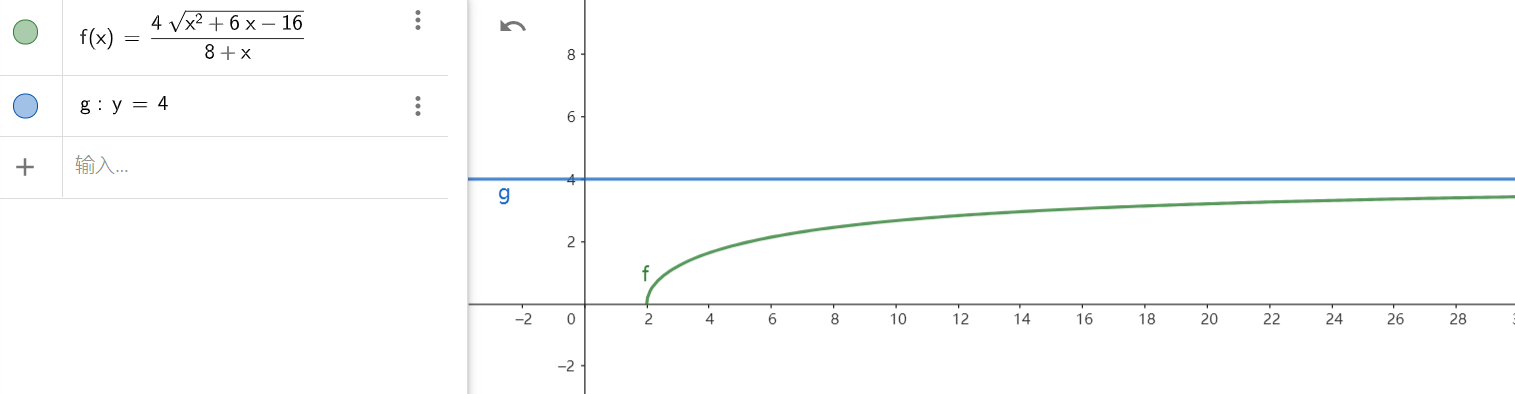 f(x) = 4 √(x² + 6 x − 16) / (8 + x)
g : y = 4
+ 输入...
8
6
4
g
2
f
−2 0 2 4 6 8 10 12 14 16 18 20 22 24 26 28
−2